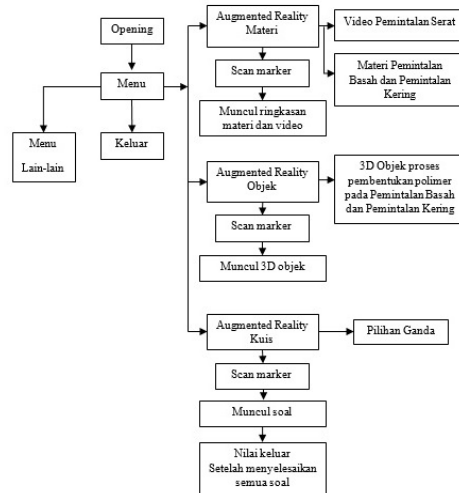 Opening
Menu
Menu
Lain-lain
Keluar
Augmented Reality
Materi
Scan marker
Muncul ringkasan
materi dan video
Video Pemintalan Serat
Materi Pemintalan
Basah dan Pemintalan
Kering
Augmented Reality
Objek
Scan marker
Muncul 3D objek
3D Objek proses
pembentukan polimer
pada Pemintalan Basah
dan Pemintalan Kering
Augmented Reality
Kuis
Scan marker
Muncul soal
Nilai keluar
Setelah menyelesaikan
semua soal
Pilihan Ganda